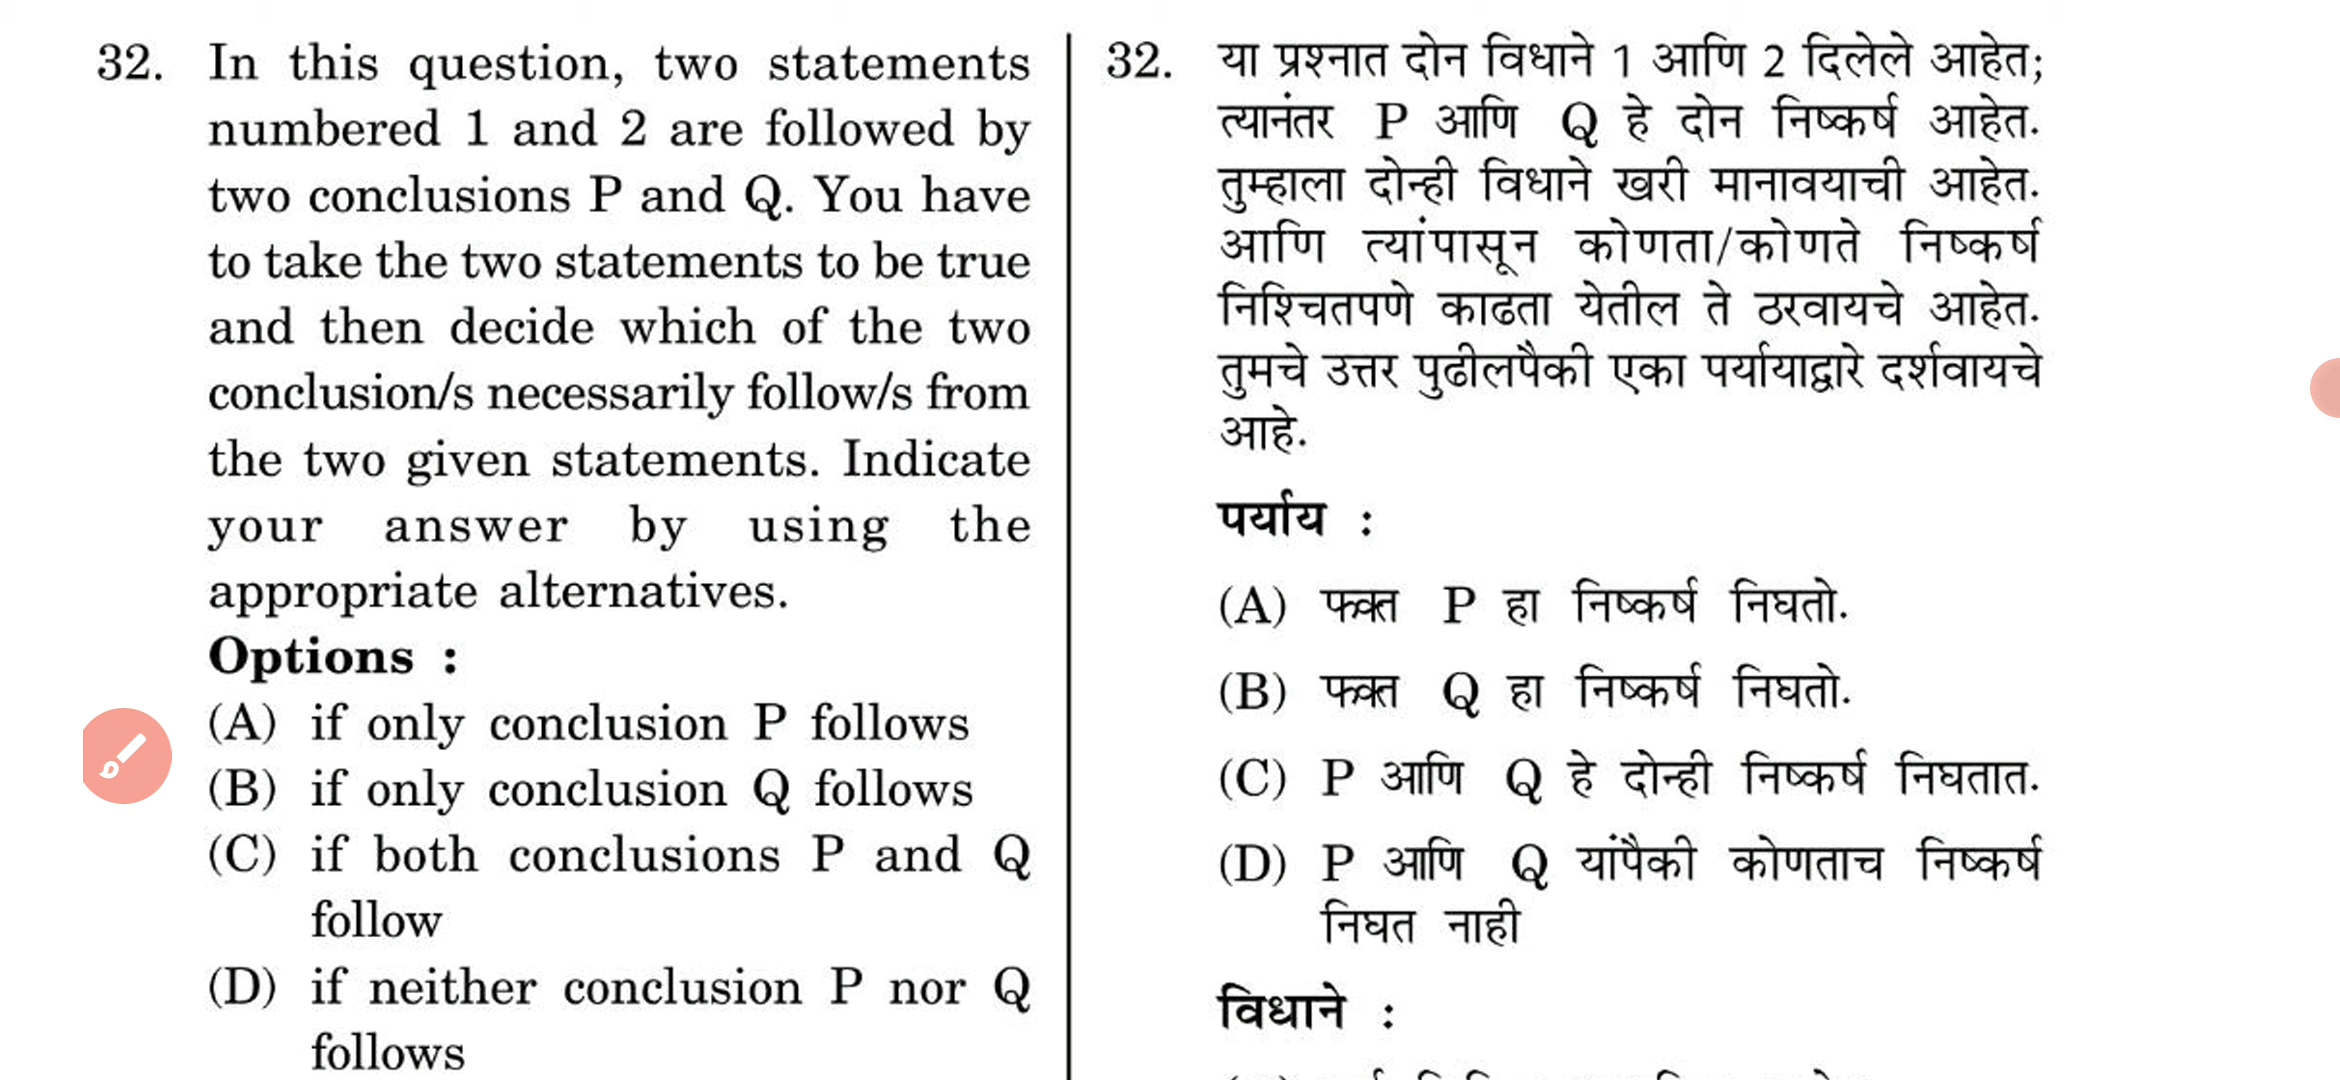 32. In this question, two statements
numbered 1 and 2 are followed by
two conclusions P and Q. You have
to take the two statements to be true
and then decide which of the two
conclusion/s necessarily follow/s from
the two given statements. Indicate
your answer by using the
appropriate alternatives.
Options :
(A) if only conclusion P follows
(B) if only conclusion Q follows
(C) if both conclusions P and Q
follow
(D) if neither conclusion P nor Q
follows
32. या प्रश्नात दोन विधाने 1 आणि 2 दिलेले आहेत;
त्यानंतर P आणि Q हे दोन निष्कर्ष आहेत.
तुम्हाला दोन्ही विधाने खरी मानावयाची आहेत.
आणि त्यांपासून कोणता/कोणते निष्कर्ष
निश्चितपणे काढता येतील ते ठरवायचे आहेत.
तुमचे उत्तर पुढीलपैकी एका पर्यायाद्वारे दर्शवायचे
आहे.
पर्याय :
(A) फक्त P हा निष्कर्ष निघतो.
(B) फक्त Q हा निष्कर्ष निघतो.
(C) P आणि Q हे दोन्ही निष्कर्ष निघतात.
(D) P आणि Q यांपैकी कोणताच निष्कर्ष
निघत नाही
विधाने :